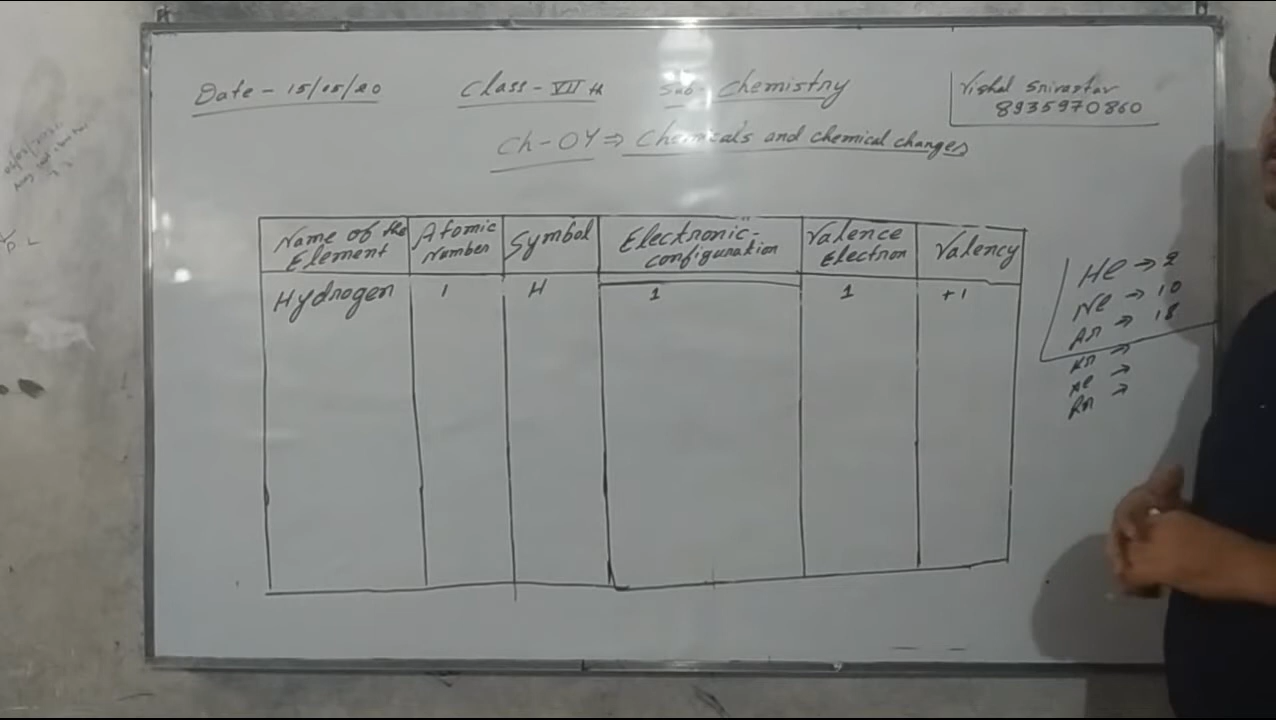 Date - 15/05/20
Class - VII th
Sub - Chemistry
Vishal Srivastav
8935970860
Ch-04 ⇒ Chemicals and chemical changes
Name of the Element
Atomic Number
Symbol
Electronic-configuration
Valence Electron
Valency
Hydrogen 1 H 1 1 +1
He → 2
Ne → 10
Ar → 18
Kr →
Xe →
Rn →